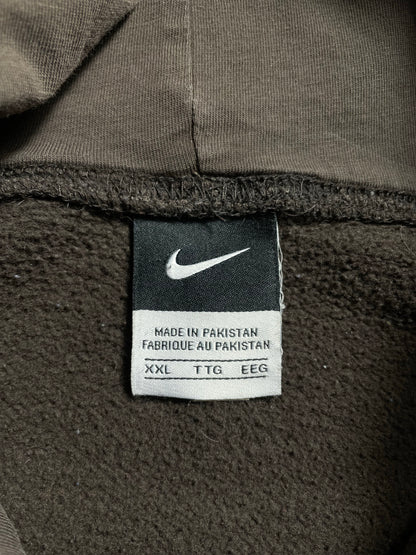 MADE IN PAKISTAN
FABRIQUE AU PAKISTAN
XXL TTG EEG